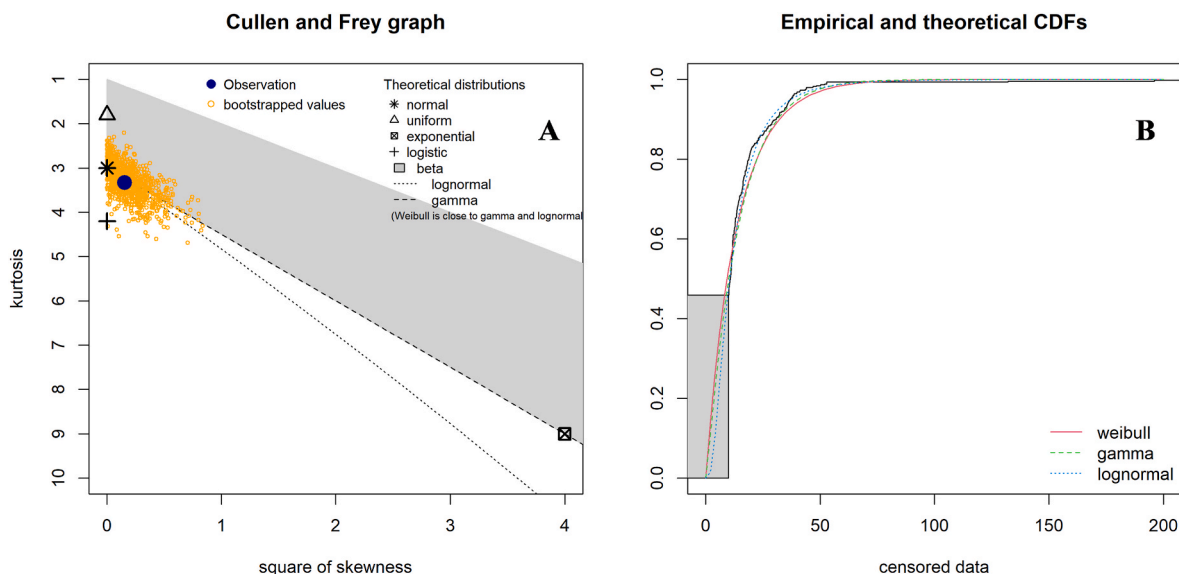 Cullen and Frey graph
Observation
bootstrapped values
Theoretical distributions
normal
uniform
exponential
logistic
beta
lognormal
gamma
(Weibull is close to gamma and lognormal
A
kurtosis
1
2
3
4
5
6
7
8
9
10
0
1
2
3
4
square of skewness
Empirical and theoretical CDFs
B
1.0
0.8
0.6
0.4
0.2
0.0
weibull
gamma
lognormal
0
50
100
150
200
censored data